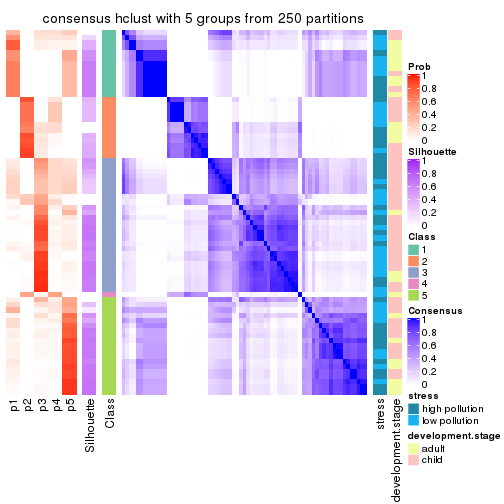 consensus hclust with 5 groups from 250 partitions
p1
p2
p3
p4
p5
Silhouette
Class
stress
development.stage
Prob
1
0.8
0.6
0.4
0.2
0
Silhouette
1
0.8
0.6
0.4
0.2
0
Class
1
2
3
4
5
Consensus
1
0.8
0.6
0.4
0.2
0
stress
high pollution
low pollution
development.stage
adult
child